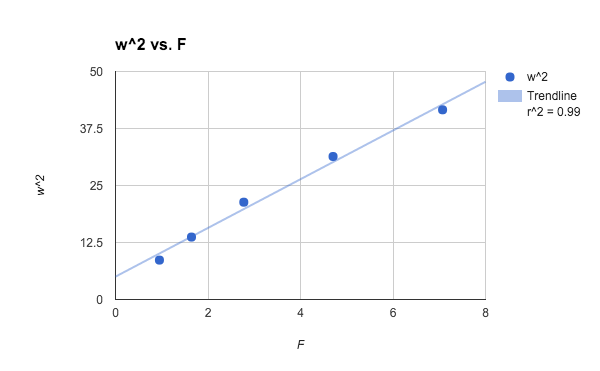 w^2 vs. F
50
37.5
25
12.5
0
w^2
0 2 4 6 8
F
w^2
Trendline
r^2 = 0.99